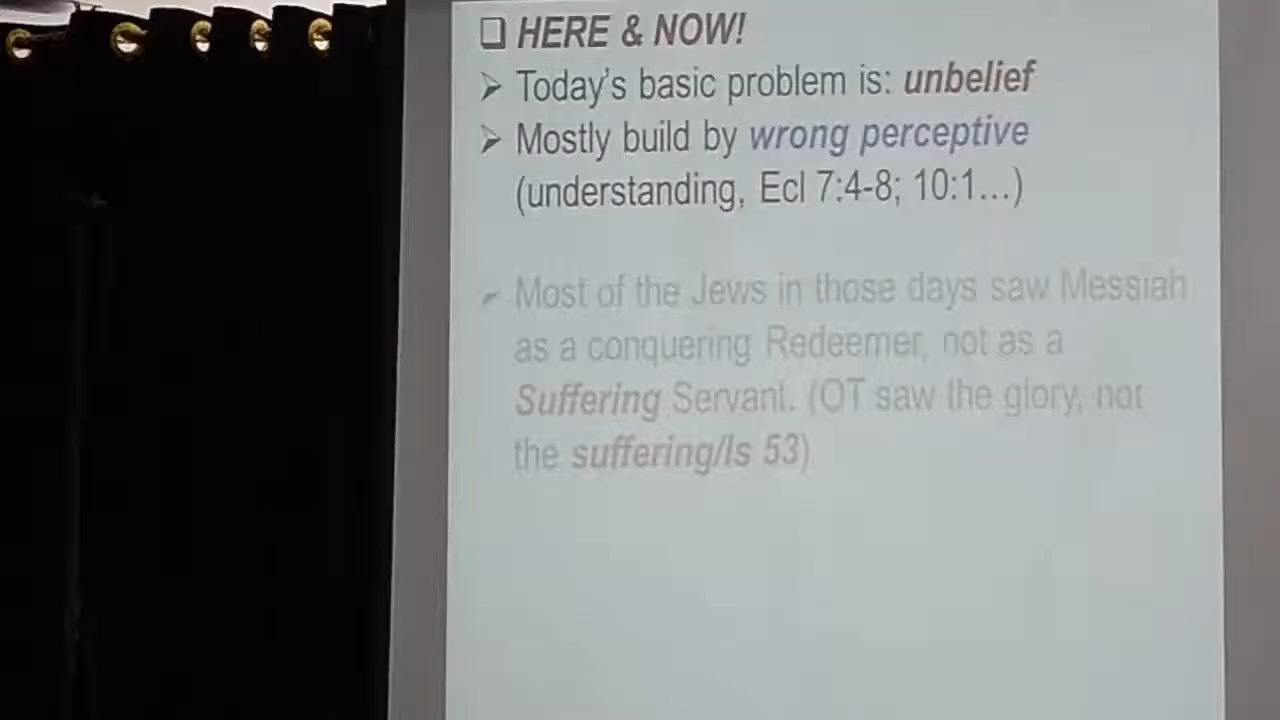 ❑ HERE & NOW!
➢ Today's basic problem is: unbelief
➢ Mostly build by wrong perceptive
(understanding, Ecl 7:4-8; 10:1...)
➢ Most of the Jews in those days saw Messiah
as a conquering Redeemer, not as a
Suffering Servant. (OT saw the glory, not
the suffering/Is 53)